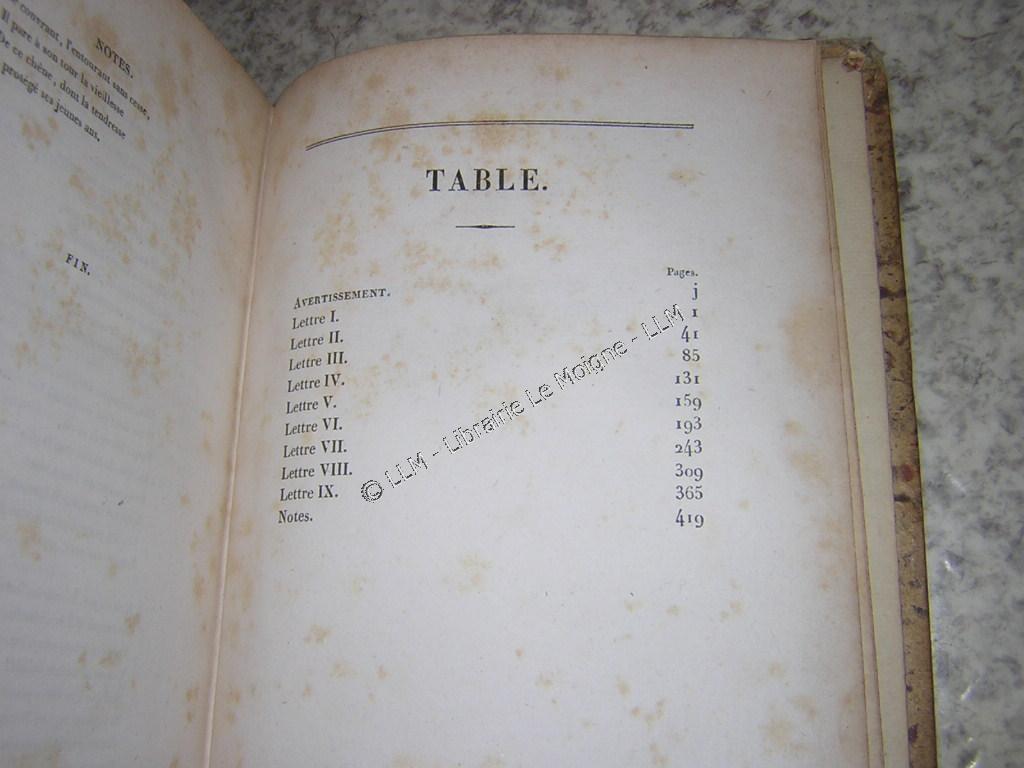 NOTES.
couvrant, l'entourant sans cesse,
Il pare à son tour la vieillesse
De ce chêne, dont la tendresse
protégé ses jeunes ans.
FIN.
TABLE.
Pages.
AVERTISSEMENT. j
Lettre I. 1
Lettre II. 41
Lettre III. 85
Lettre IV. 131
Lettre V. 159
Lettre VI. 193
Lettre VII. 243
Lettre VIII. 309
Lettre IX. 365
Notes. 419
© LLM - Librairie Le Moigne - LLM